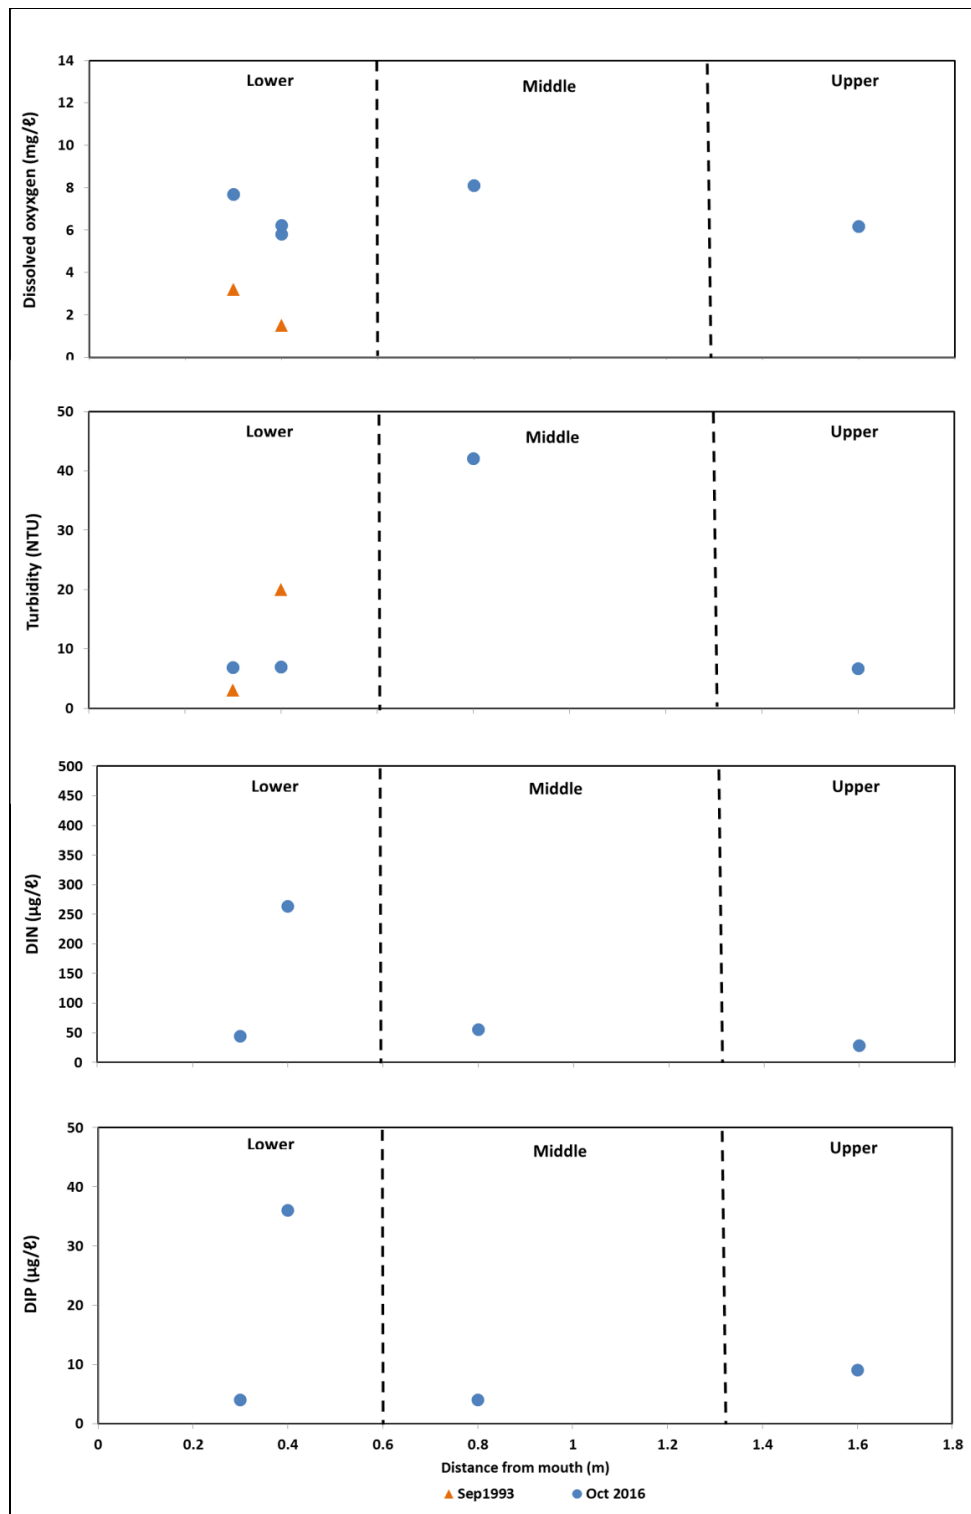 Dissolved oxyxgen (mg/ℓ)
14
12
10
8
6
4
2
0
Lower
Middle
Upper
Turbidity (NTU)
50
40
30
20
10
0
Lower
Middle
Upper
DIN (µg/ℓ)
500
450
400
350
300
250
200
150
100
50
0
Lower
Middle
Upper
DIP (µg/ℓ)
50
40
30
20
10
0
Lower
Middle
Upper
0 0.2 0.4 0.6 0.8 1 1.2 1.4 1.6 1.8
Distance from mouth (m)
Sep1993 Oct 2016